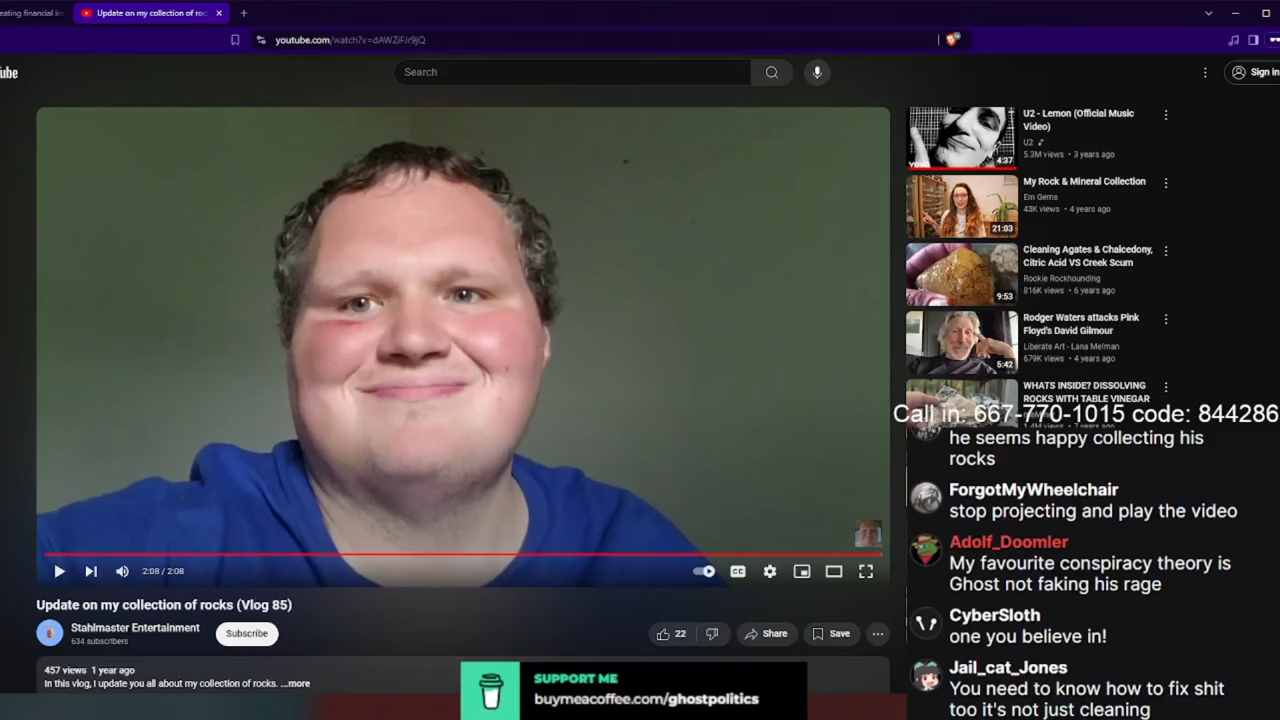 eating financial in
Update on my collection of roc
youtube.com/watch?v=dAWZiFJr9jQ
ube
Search
Sign in
U2 - Lemon (Official Music
Video)
U2
5.3M views • 3 years ago
vevo
4:37
My Rock & Mineral Collection
Em Gems
43K views • 4 years ago
21:03
Cleaning Agates & Chalcedony,
Citric Acid VS Creek Scum
Rookie Rockhounding
816K views • 6 years ago
9:53
Rodger Waters attacks Pink
Floyd's David Gilmour
Liberate Art - Lana Melman
679K views • 4 years ago
5:42
WHATS INSIDE? DISSOLVING
ROCKS WITH TABLE VINEGAR
Call in: 667-770-1015 code: 844286
he seems happy collecting his
rocks
ForgotMyWheelchair
stop projecting and play the video
Adolf_Doomler
My favourite conspiracy theory is
Ghost not faking his rage
CyberSloth
one you believe in!
Jail_cat_Jones
You need to know how to fix shit
too it's not just cleaning
2:08 / 2:08
CC
Update on my collection of rocks (Vlog 85)
Stahlmaster Entertainment
634 subscribers
Subscribe
22
Share
Save
457 views 1 year ago
In this vlog, I update you all about my collection of rocks. ...more
SUPPORT ME
buymeacoffee.com/ghostpolitics